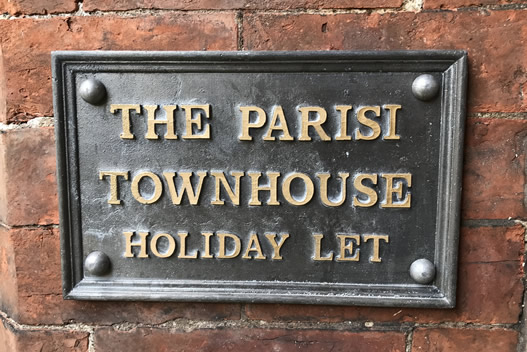 THE PARISI
TOWNHOUSE
HOLIDAY LET